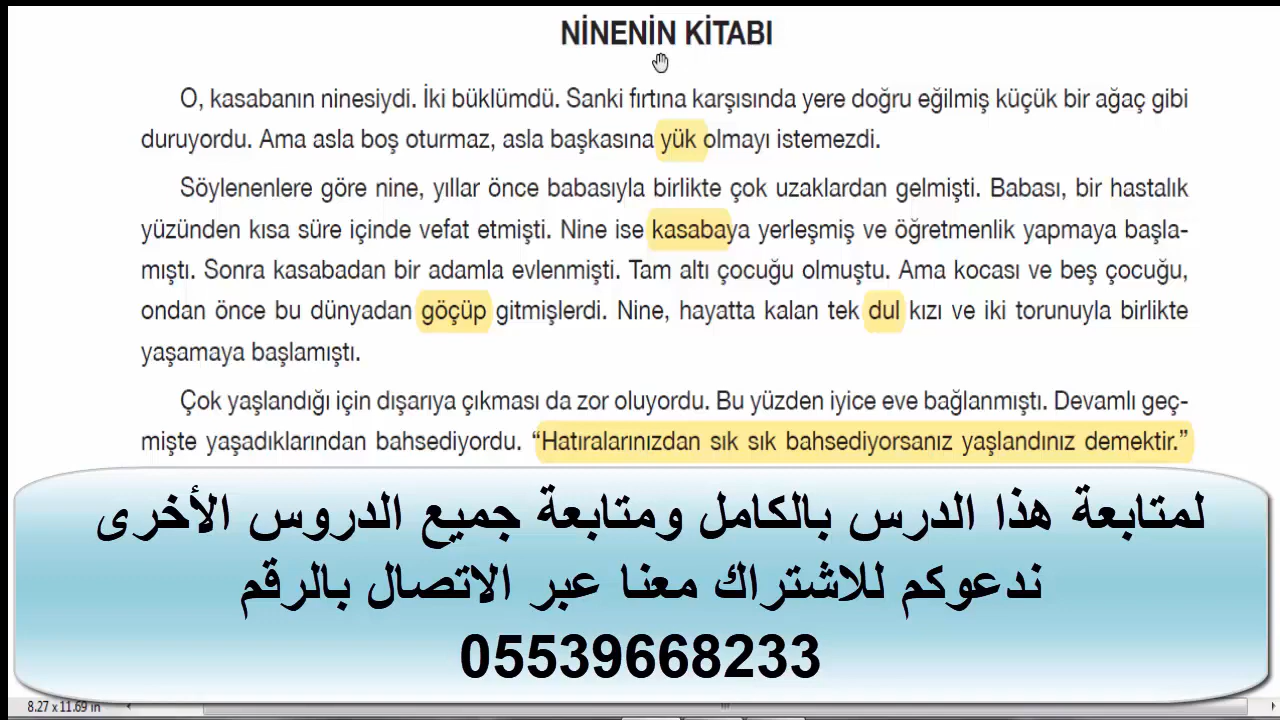 NİNENİN KİTABI
O, kasabanın ninesiydi. İki büklümdü. Sanki fırtına karşısında yere doğru eğilmiş küçük bir ağaç gibi
duruyordu. Ama asla boş oturmaz, asla başkasına yük olmayı istemezdi.
Söylenenlere göre nine, yıllar önce babasıyla birlikte çok uzaklardan gelmişti. Babası, bir hastalık
yüzünden kısa süre içinde vefat etmişti. Nine ise kasabaya yerleşmiş ve öğretmenlik yapmaya başla-
mıştı. Sonra kasabadan bir adamla evlenmişti. Tam altı çocuğu olmuştu. Ama kocası ve beş çocuğu,
ondan önce bu dünyadan göçüp gitmişlerdi. Nine, hayatta kalan tek dul kızı ve iki torunuyla birlikte
yaşamaya başlamıştı.
Çok yaşlandığı için dışarıya çıkması da zor oluyordu. Bu yüzden iyice eve bağlanmıştı. Devamlı geç-
mişte yaşadıklarından bahsediyordu. “Hatıralarınızdan sık sık bahsediyorsanız yaşlandınız demektir.”
لمتابعة هذا الدرس بالكامل ومتابعة جميع الدروس الأخرى
ندعوكم للاشتراك معنا عبر الاتصال بالرقم
05539668233
8.27 x 11.69 in